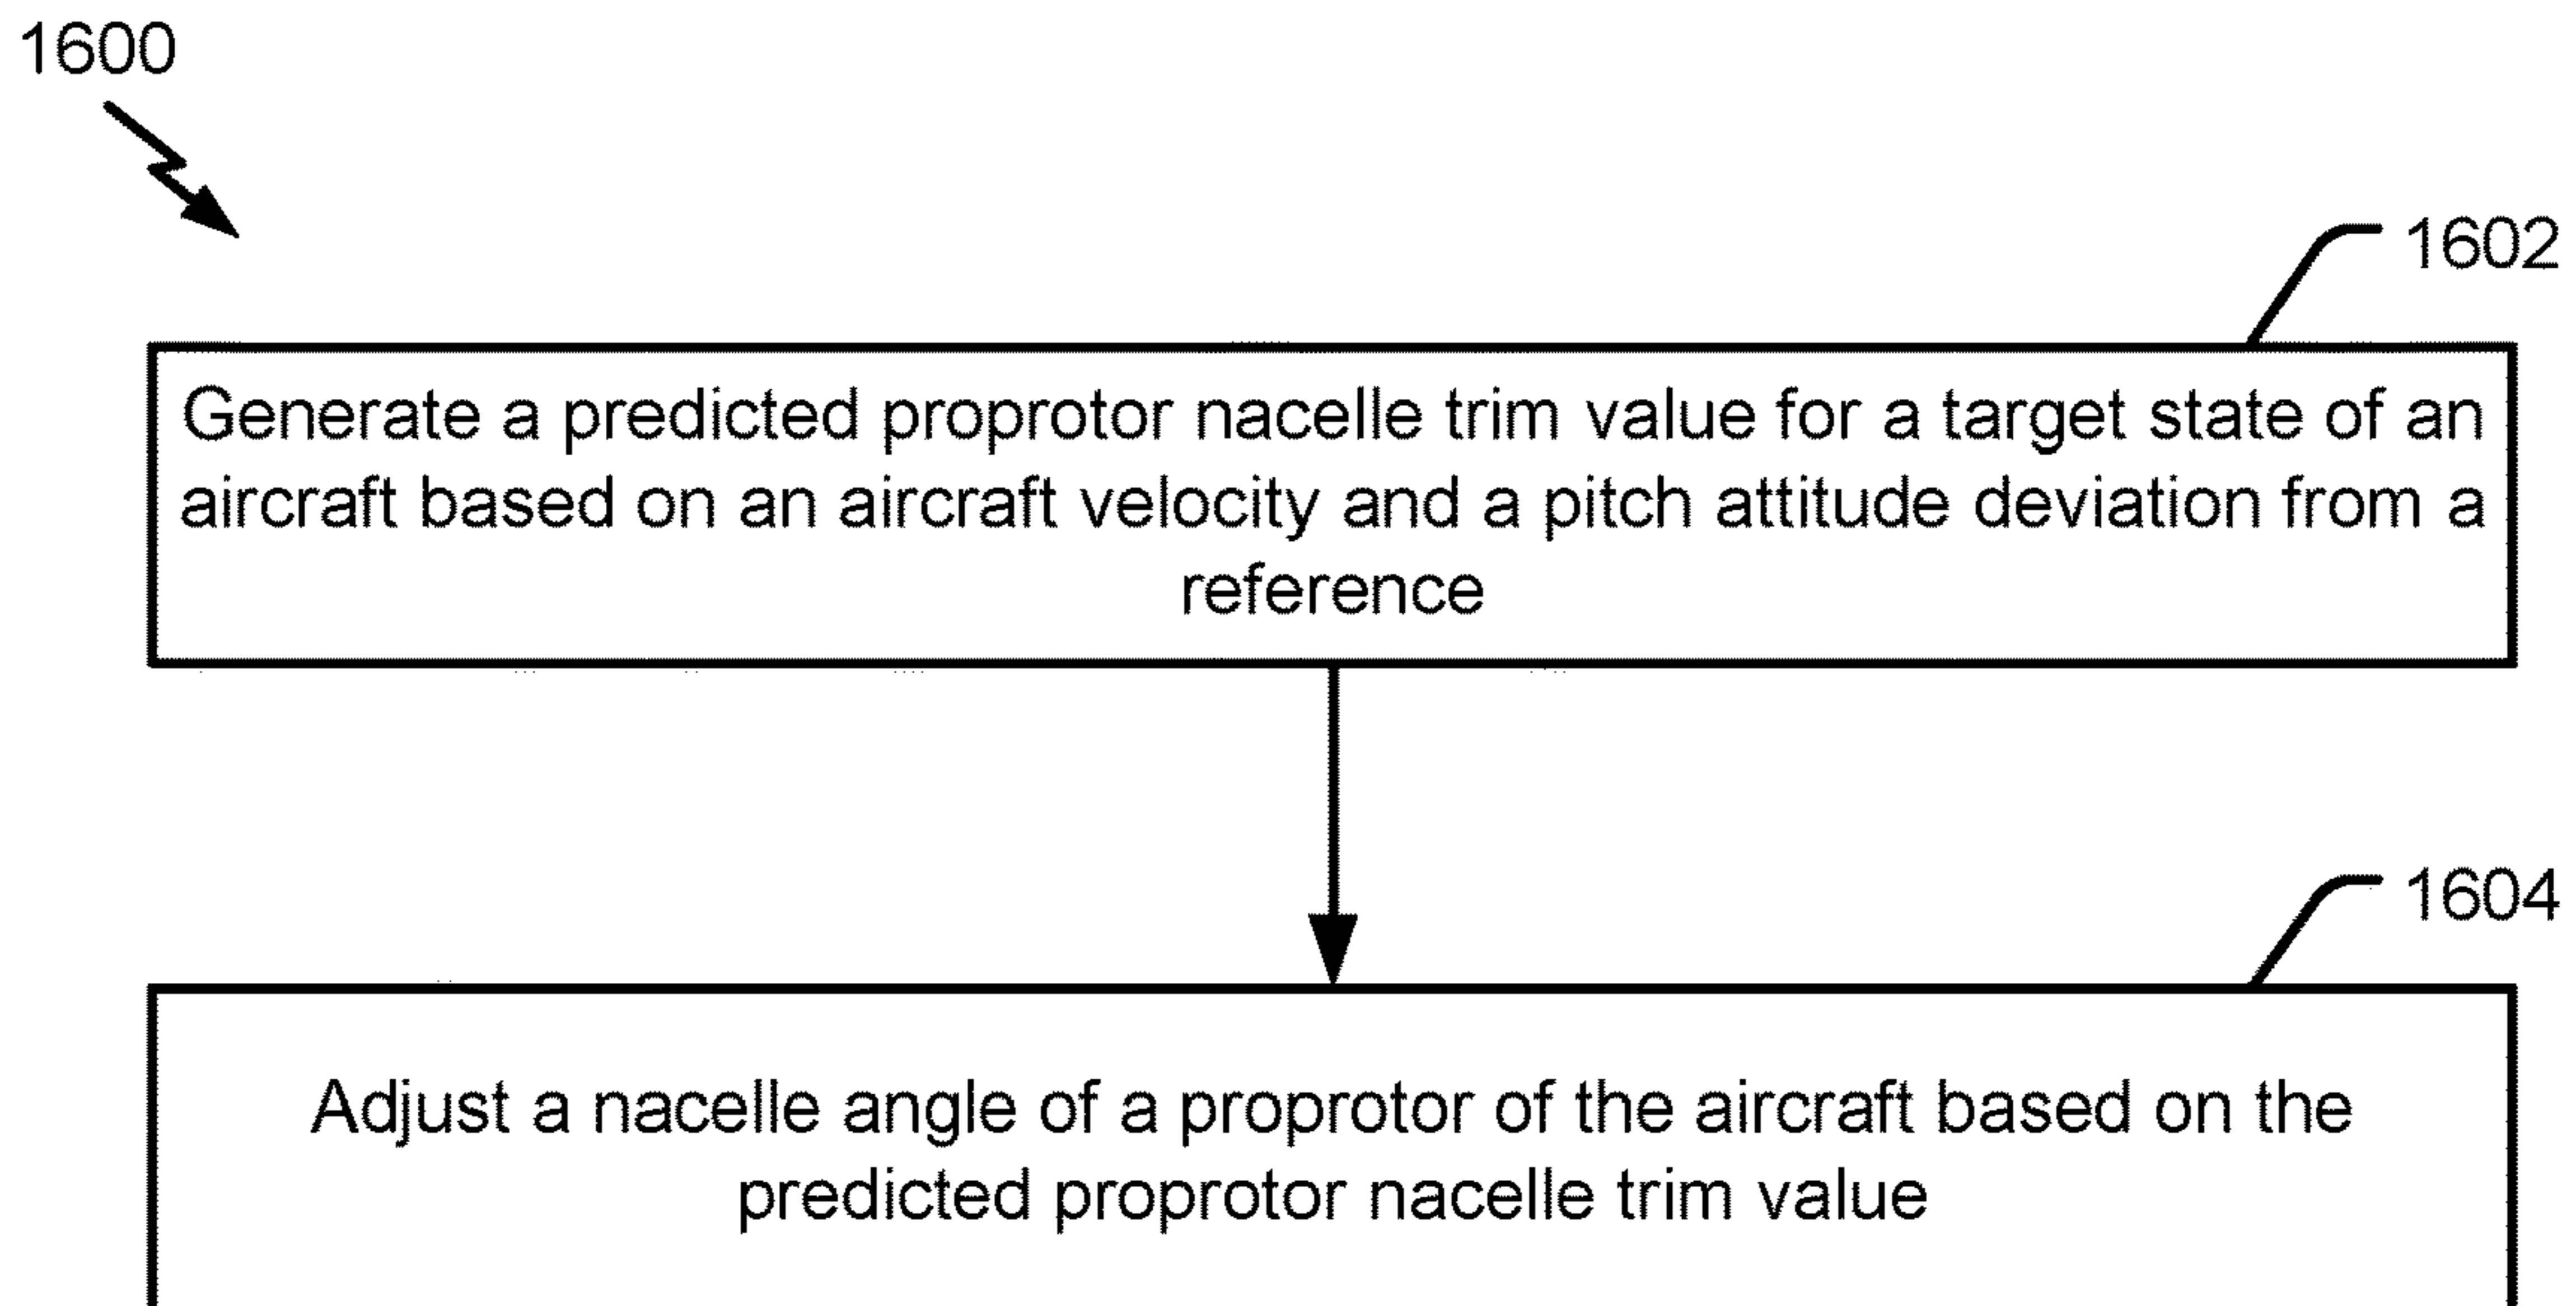 1600
1602
Generate a predicted proprotor nacelle trim value for a target state of an
aircraft based on an aircraft velocity and a pitch attitude deviation from a
reference
1604
Adjust a nacelle angle of a proprotor of the aircraft based on the
predicted proprotor nacelle trim value